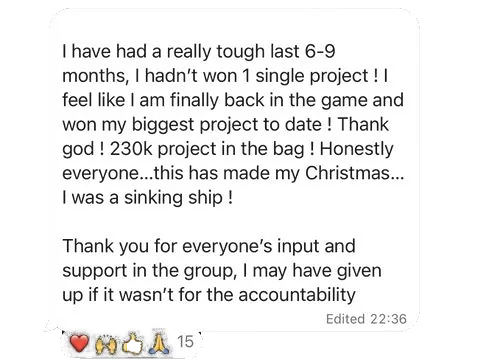 I have had a really tough last 6-9
months, I hadn’t won 1 single project ! I
feel like I am finally back in the game and
won my biggest project to date ! Thank
god ! 230k project in the bag ! Honestly
everyone...this has made my Christmas...
I was a sinking ship !
Thank you for everyone’s input and
support in the group, I may have given
up if it wasn’t for the accountability
Edited 22:36
15